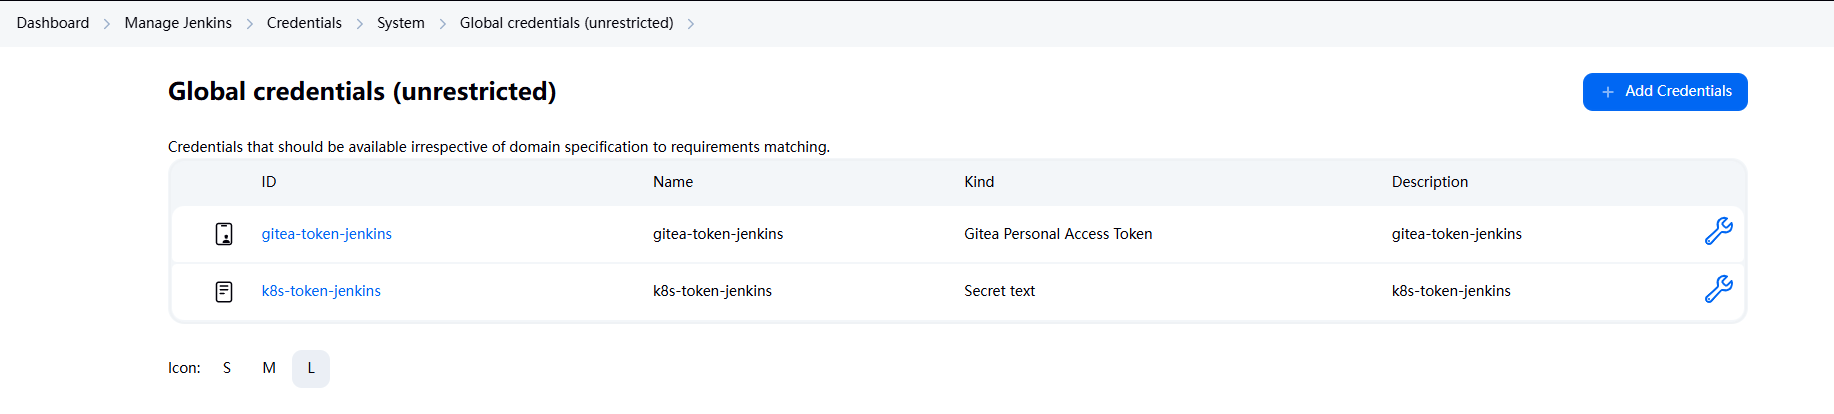 Dashboard > Manage Jenkins > Credentials > System > Global credentials (unrestricted) >
Global credentials (unrestricted)
+ Add Credentials
Credentials that should be available irrespective of domain specification to requirements matching.
ID Name Kind Description
gitea-token-jenkins gitea-token-jenkins Gitea Personal Access Token gitea-token-jenkins
k8s-token-jenkins k8s-token-jenkins Secret text k8s-token-jenkins
Icon: S M L